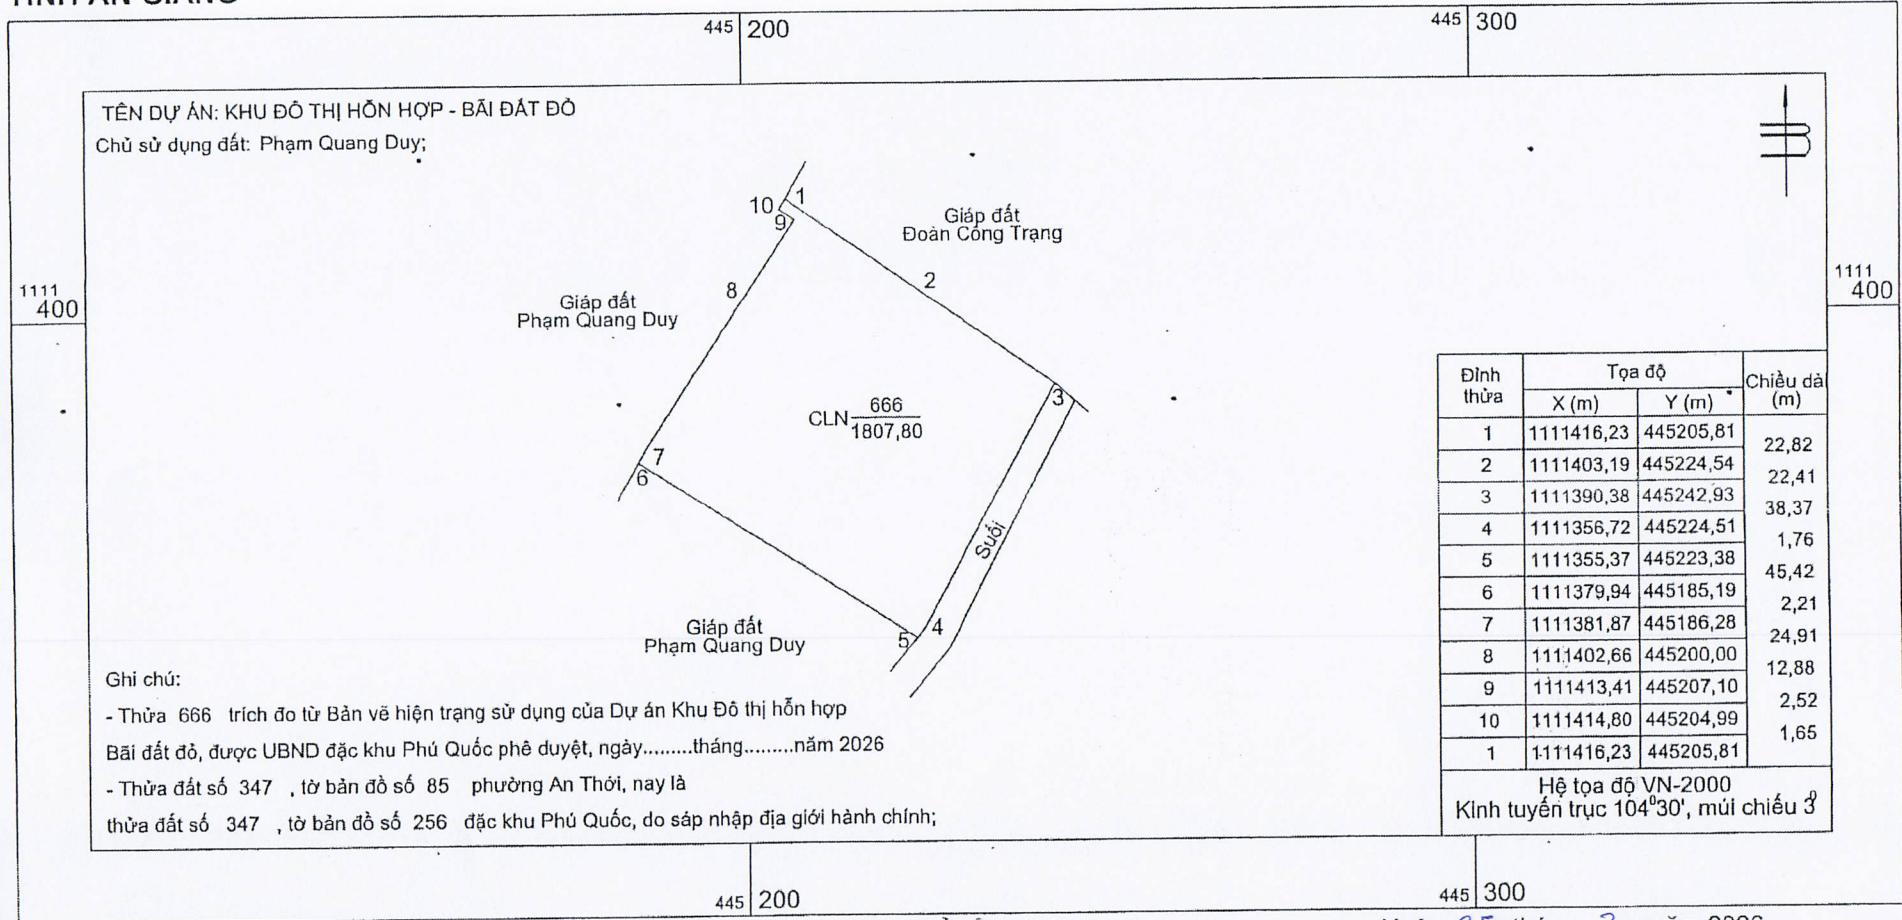 445 200
445 300
TÊN DỰ ÁN: KHU ĐÔ THỊ HỖN HỢP - BÃI ĐẤT ĐỎ
Chủ sử dụng đất: Phạm Quang Duy;
1
10
9
Giáp đất
Đoàn Công Trạng
2
8
Giáp đất
Phạm Quang Duy
1111
400
1111
400
3
CLN 666
1807,80
7
6
Suối
4
5
Giáp đất
Phạm Quang Duy
Đỉnh thửa Tọa độ Chiều dài (m)
X (m) Y (m)
1 1111416,23 445205,81
22,82
2 1111403,19 445224,54
22,41
3 1111390,38 445242,93
38,37
4 1111356,72 445224,51
1,76
5 1111355,37 445223,38
45,42
6 1111379,94 445185,19
2,21
7 1111381,87 445186,28
24,91
8 1111402,66 445200,00
12,88
9 1111413,41 445207,10
2,52
10 1111414,80 445204,99
1,65
1 1111416,23 445205,81
Hệ tọa độ VN-2000
Kinh tuyến trục 104⁰30', múi chiếu 3⁰
Ghi chú:
- Thửa 666 trích đo từ Bản vẽ hiện trạng sử dụng của Dự án Khu Đô thị hỗn hợp
Bãi đất đỏ, được UBND đặc khu Phú Quốc phê duyệt, ngày.........tháng.........năm 2026
- Thửa đất số 347 , tờ bản đồ số 85 phường An Thới, nay là
thửa đất số 347 , tờ bản đồ số 256 đặc khu Phú Quốc, do sáp nhập địa giới hành chính;
445 200
445 300